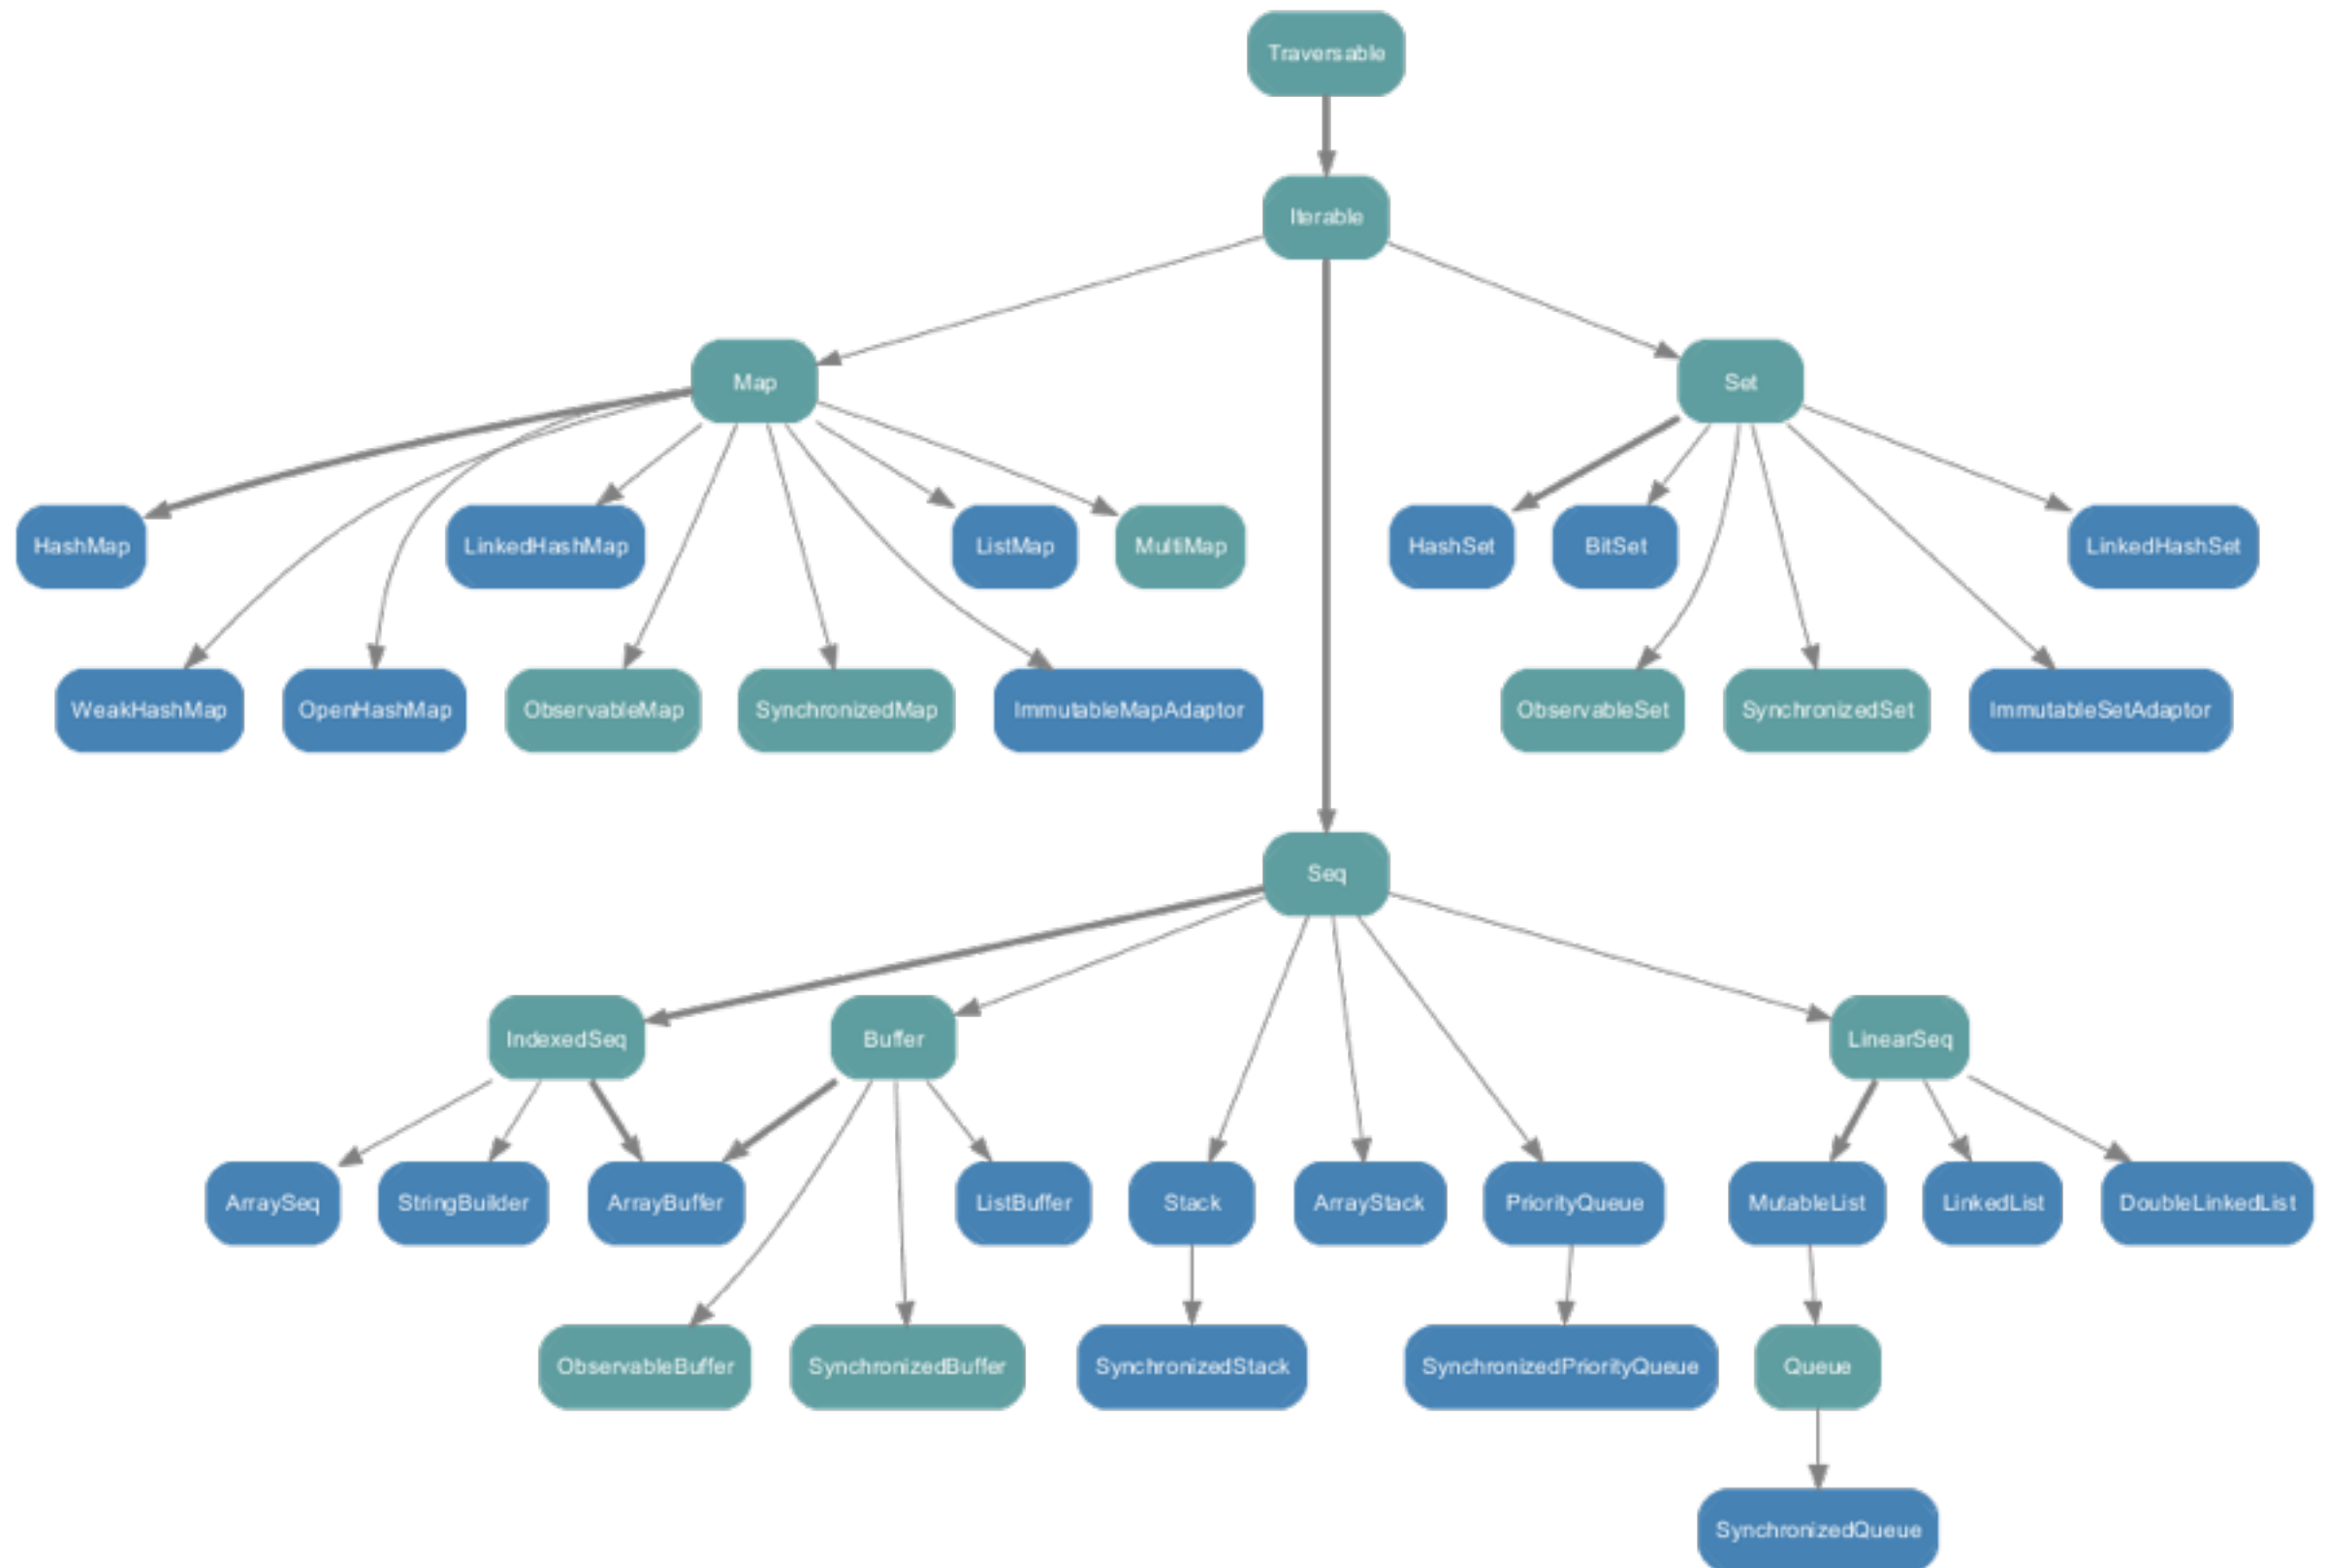 Traversable
Iterable
Map
Set
HashMap
LinkedHashMap
ListMap
MultiMap
HashSet
BitSet
LinkedHashSet
WeakHashMap
OpenHashMap
ObservableMap
SynchronizedMap
ImmutableMapAdaptor
ObservableSet
SynchronizedSet
ImmutableSetAdaptor
Seq
IndexedSeq
Buffer
LinearSeq
ArraySeq
StringBuilder
ArrayBuffer
ListBuffer
Stack
ArrayStack
PriorityQueue
MutableList
LinkedList
DoubleLinkedList
ObservableBuffer
SynchronizedBuffer
SynchronizedStack
SynchronizedPriorityQueue
Queue
SynchronizedQueue